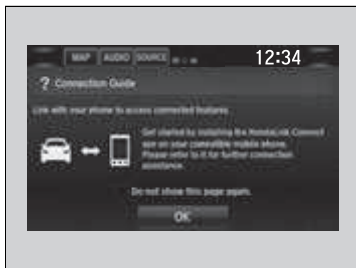 MAP AUDIO SOURCE 12:34
? Connection Guide
Link with your phone to access connected features.
Get started by installing the HondaLink Connect
app on your compatible mobile phone.
Please refer to it for further connection
assistance.
Do not show this page again.
OK